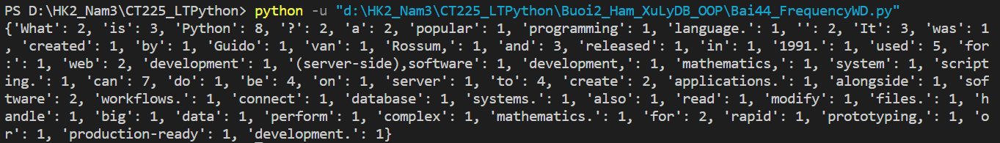 PS D:\HK2_Nam3\CT225_LTPython> python -u "d:\HK2_Nam3\CT225_LTPython\Buoi2_Ham_XuLyDB_OOP\Bai44_FrequencyWD.py"
{'What': 2, 'is': 3, 'Python': 8, '?': 2, 'a': 2, 'popular': 1, 'programming': 1, 'language.': 1, '': 2, 'It': 3, 'was': 1
, 'created': 1, 'by': 1, 'Guido': 1, 'van': 1, 'Rossum,': 1, 'and': 3, 'released': 1, 'in': 1, '1991.': 1, 'used': 5, 'for
:': 1, 'web': 2, 'development': 1, '(server-side),software': 1, 'development,': 1, 'mathematics,': 1, 'system': 1, 'script
ing.': 1, 'can': 7, 'do': 1, 'be': 4, 'on': 1, 'server': 1, 'to': 4, 'create': 2, 'applications.': 1, 'alongside': 1, 'sof
tware': 2, 'workflows.': 1, 'connect': 1, 'database': 1, 'systems.': 1, 'also': 1, 'read': 1, 'modify': 1, 'files.': 1, 'h
andle': 1, 'big': 1, 'data': 1, 'perform': 1, 'complex': 1, 'mathematics.': 1, 'for': 2, 'rapid': 1, 'prototyping,': 1, 'o
r': 1, 'production-ready': 1, 'development.': 1}